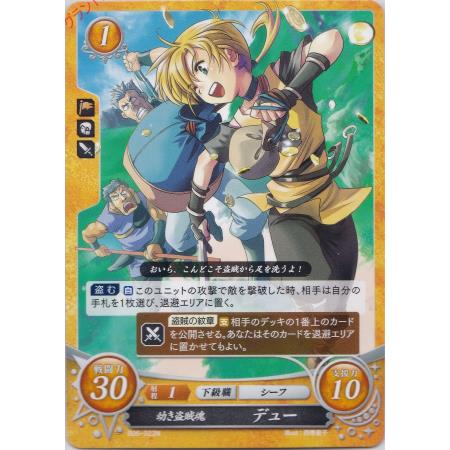 グラン
1
おいら、こんどこそ盗賊から足を洗うよ!
盗む 自 このユニットの攻撃で敵を撃破した時、相手は自分の
手札を1枚選び、退避エリアに置く。
盗賊の紋章 支 相手のデッキの1番上のカード
を公開させる。あなたはそのカードを退避エリア
に置かせてもよい。
戦闘力
30
射程
1
下級職
シーフ
支援力
10
幼き盗賊魂
デュー